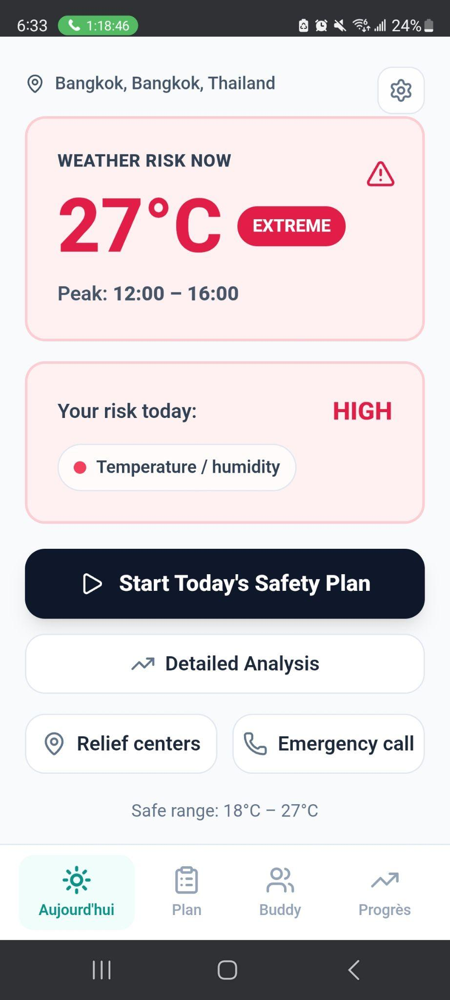 6:33 1:18:46 24%
Bangkok, Bangkok, Thailand
WEATHER RISK NOW
27°C EXTREME
Peak: 12:00 – 16:00
Your risk today: HIGH
Temperature / humidity
Start Today's Safety Plan
Detailed Analysis
Relief centers Emergency call
Safe range: 18°C – 27°C
Aujourd'hui Plan Buddy Progrès